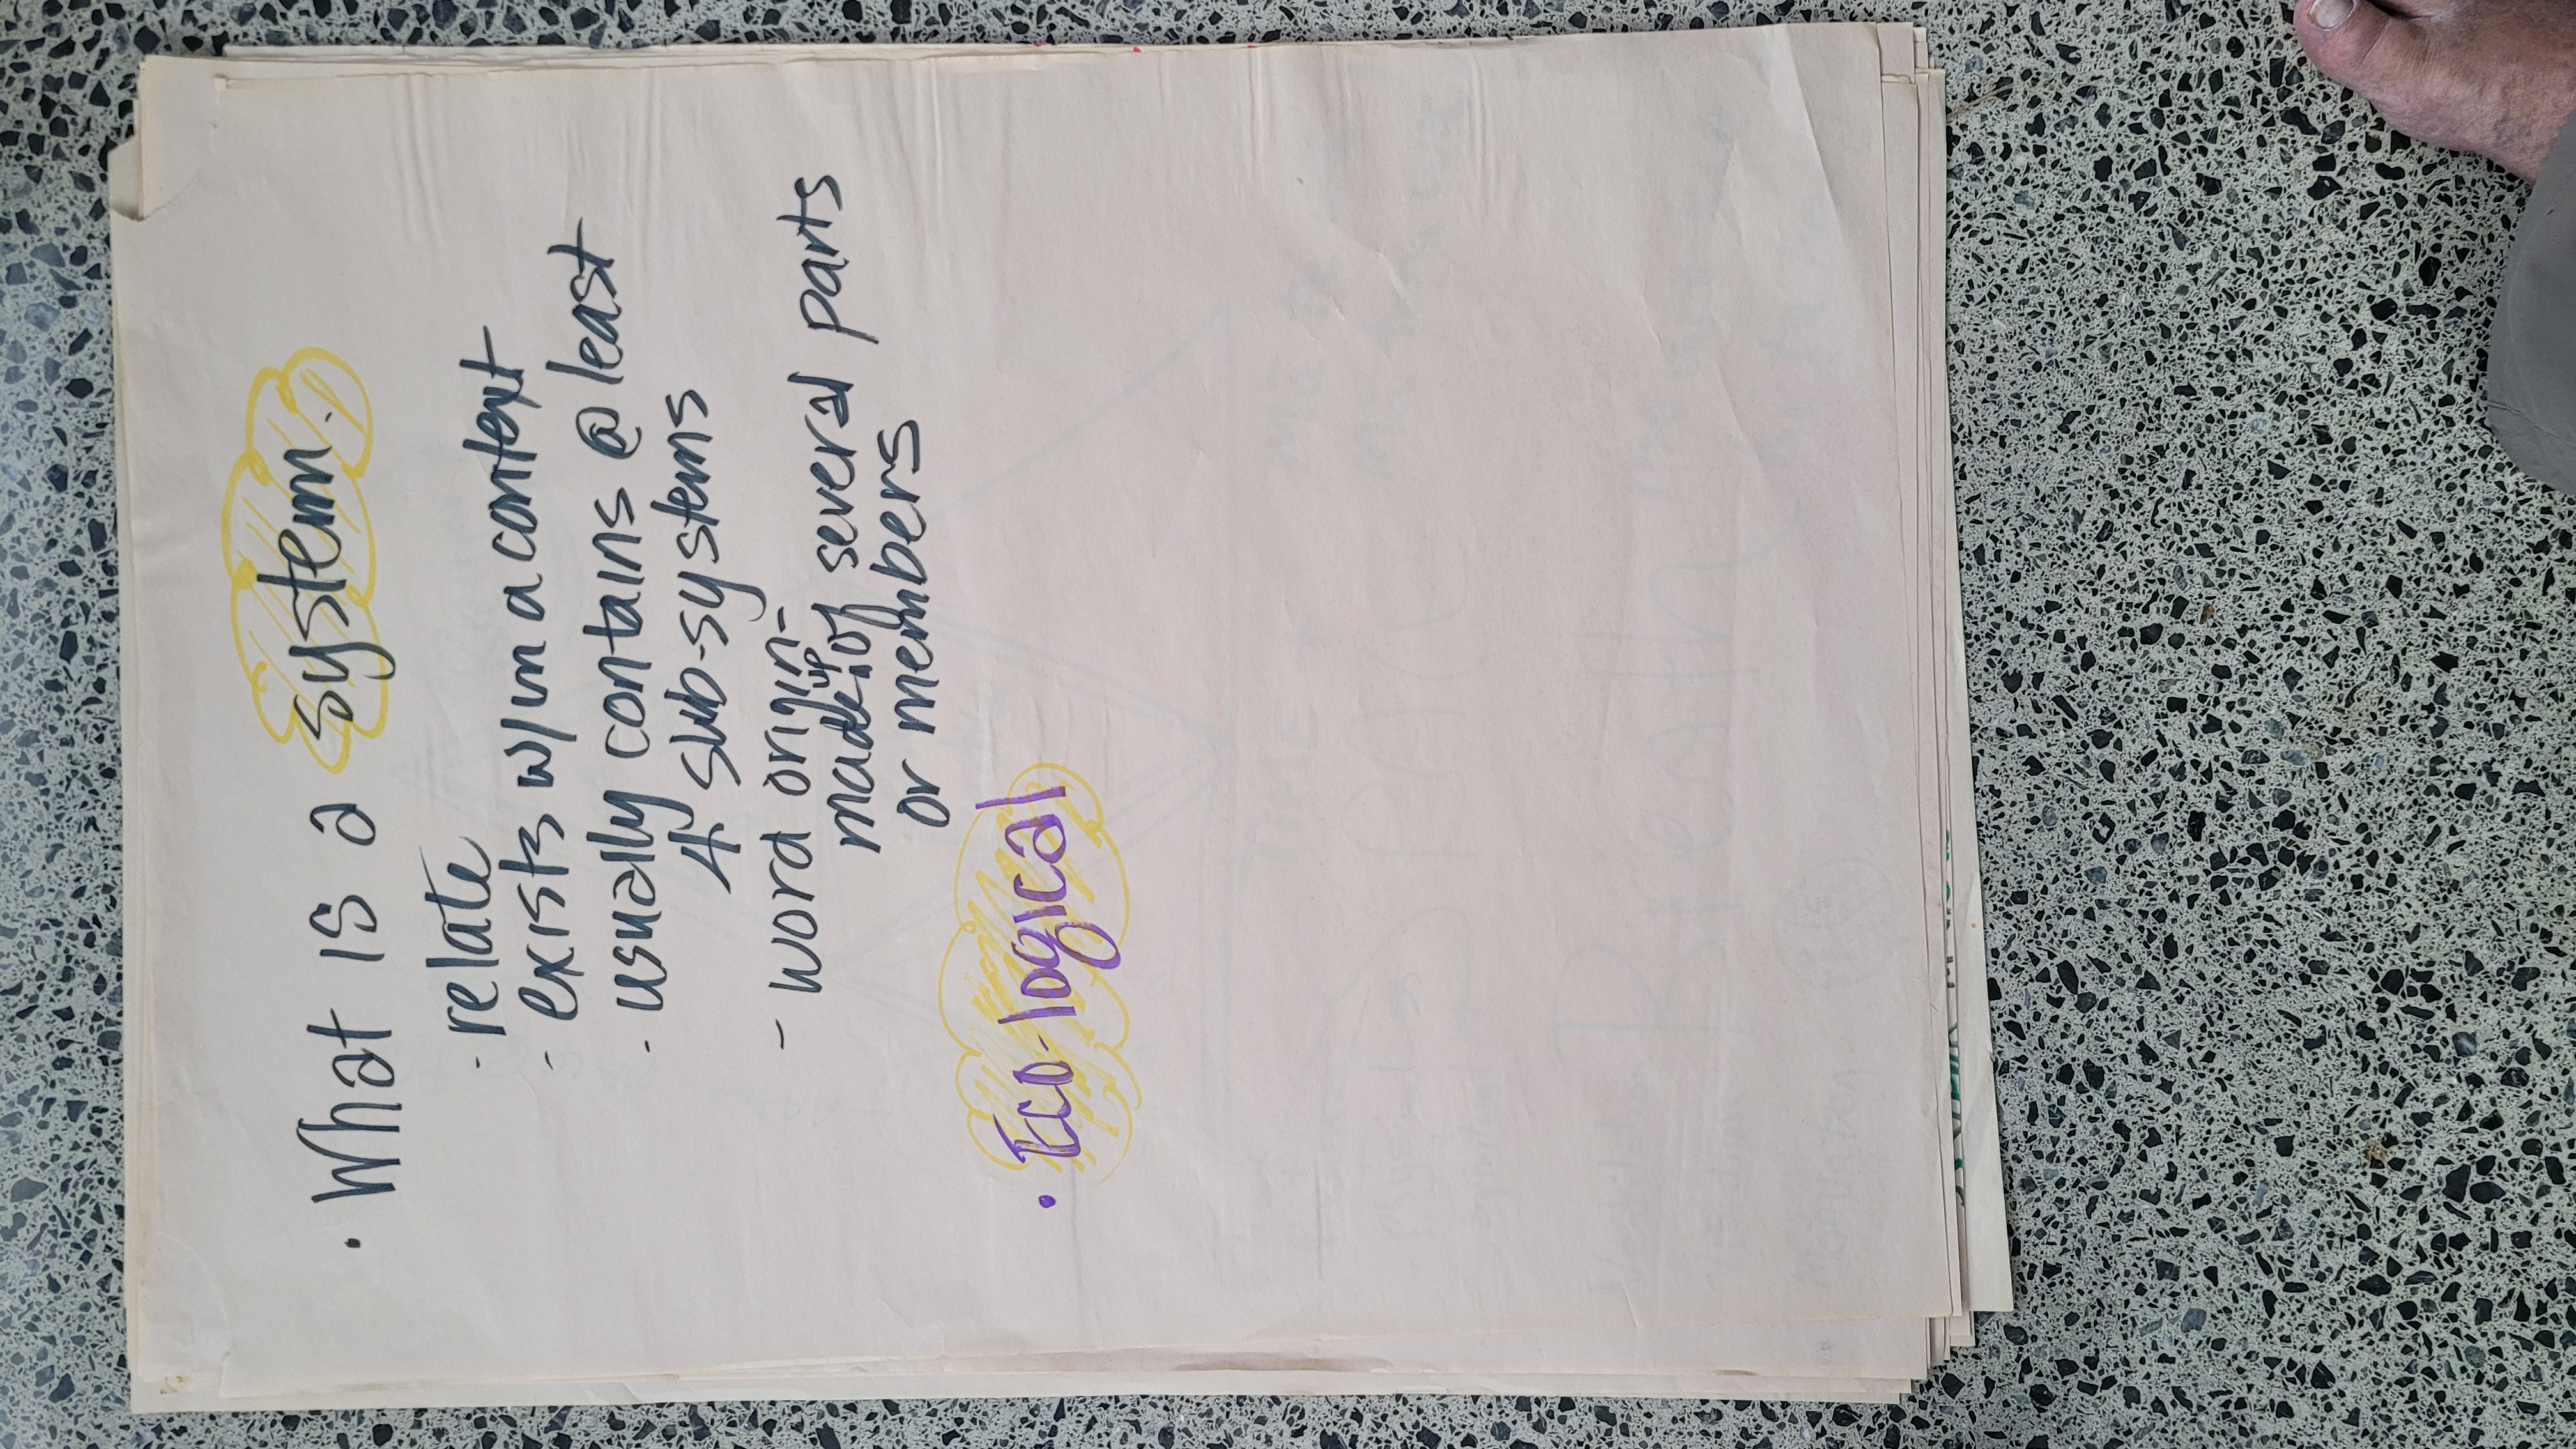 • What is a system.
- relate
- exists w/in a context
- usually contains @ least
4 sub-systems
- word origin-
made up of several parts
or members
• Eco-logical